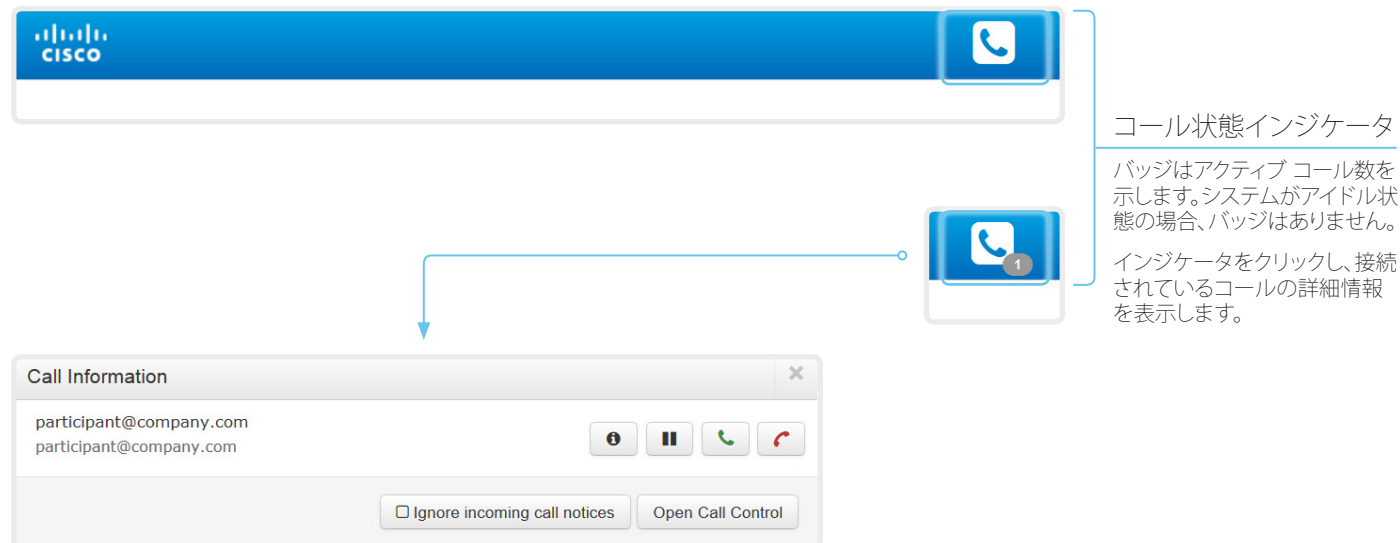 CISCO
コール状態インジケータ
バッジはアクティブ コール数を
示します。システムがアイドル状
態の場合、バッジはありません。
インジケータをクリックし、接続
されているコールの詳細情報
を表示します。
1
Call Information
participant@company.com
participant@company.com
Ignore incoming call notices
Open Call Control